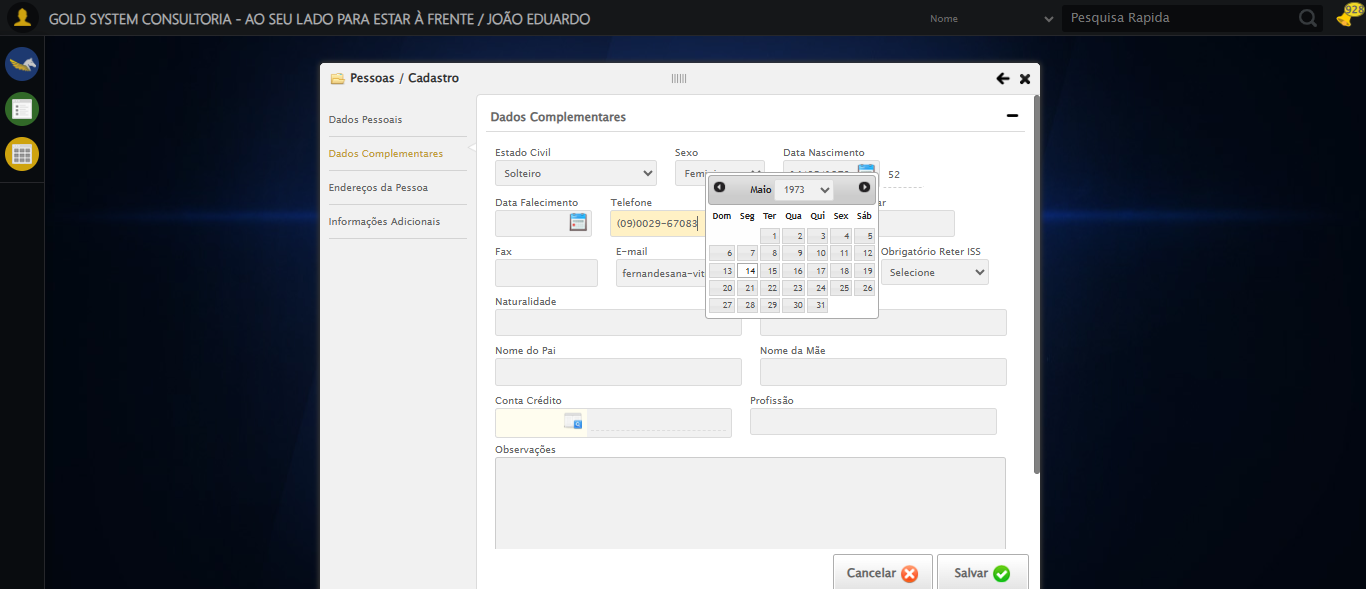 GOLD SYSTEM CONSULTORIA - AO SEU LADO PARA ESTAR À FRENTE / JOÃO EDUARDO
Nome
Pesquisa Rapida
928
Pessoas / Cadastro
Dados Pessoais
Dados Complementares
Endereços da Pessoa
Informações Adicionais
Dados Complementares
Estado Civil Sexo Data Nascimento
Solteiro 52
Data Falecimento Telefone
(09)0029-67083
Maio 1973
Dom Seg Ter Qua Qui Sex Sáb
1 2 3 4 5
6 7 8 9 10 11 12
13 14 15 16 17 18 19
20 21 22 23 24 25 26
27 28 29 30 31
Fax E-mail Obrigatório Reter ISS
fernandesana-vit Selecione
Naturalidade
Nome do Pai Nome da Mãe
Conta Crédito Profissão
Observações
Cancelar Salvar